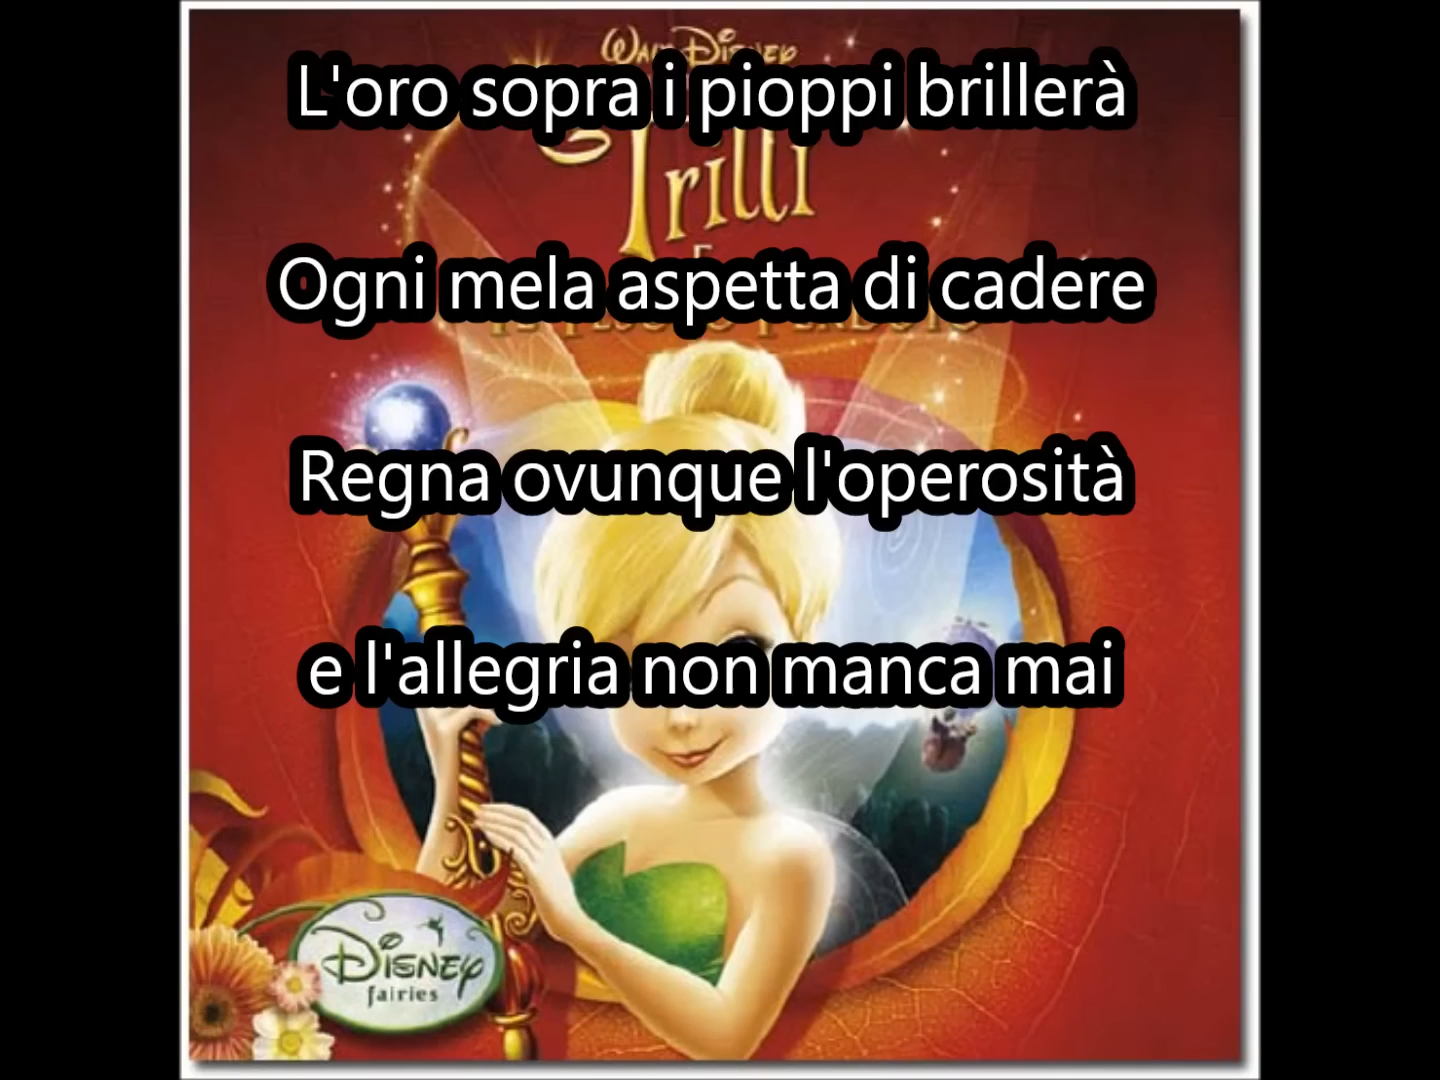 WALT DISNEY
L'oro sopra i pioppi brillerà
Trilli
Ogni mela aspetta di cadere
Regna ovunque l'operosità
e l'allegria non manca mai
DISNEY
fairies